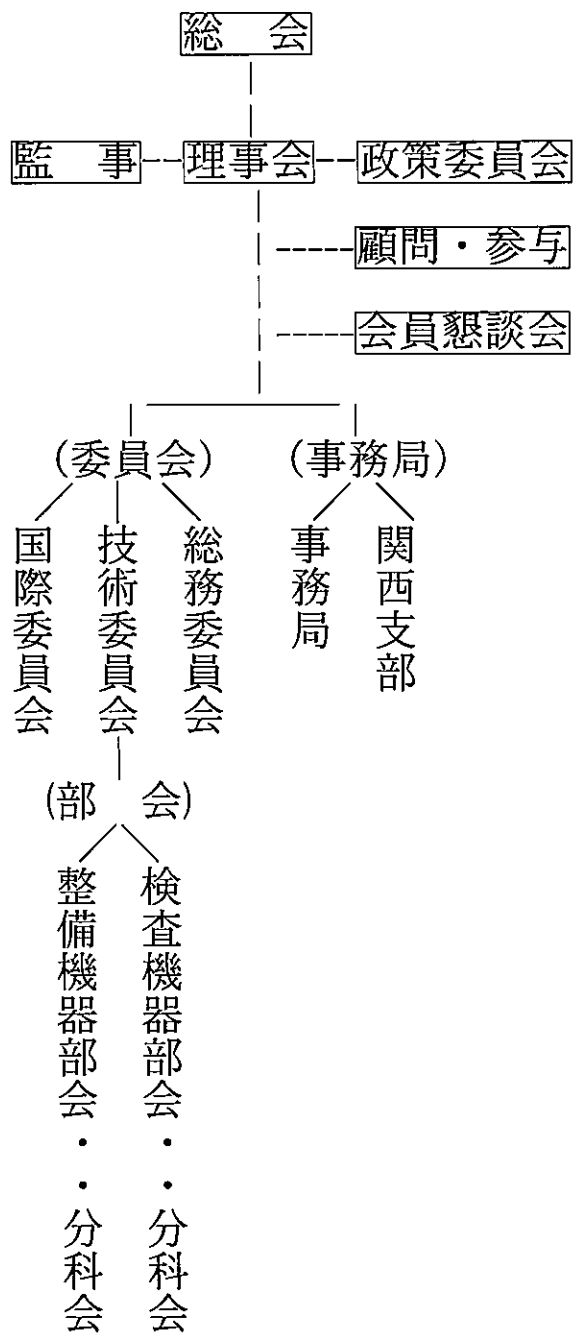 総　会
監　事
理事会
政策委員会
顧問・参与
会員懇談会
(委員会)
(事務局)
国際委員会
技術委員会
総務委員会
事務局
関西支部
(部　会)
整備機器部会・・分科会
検査機器部会・・分科会